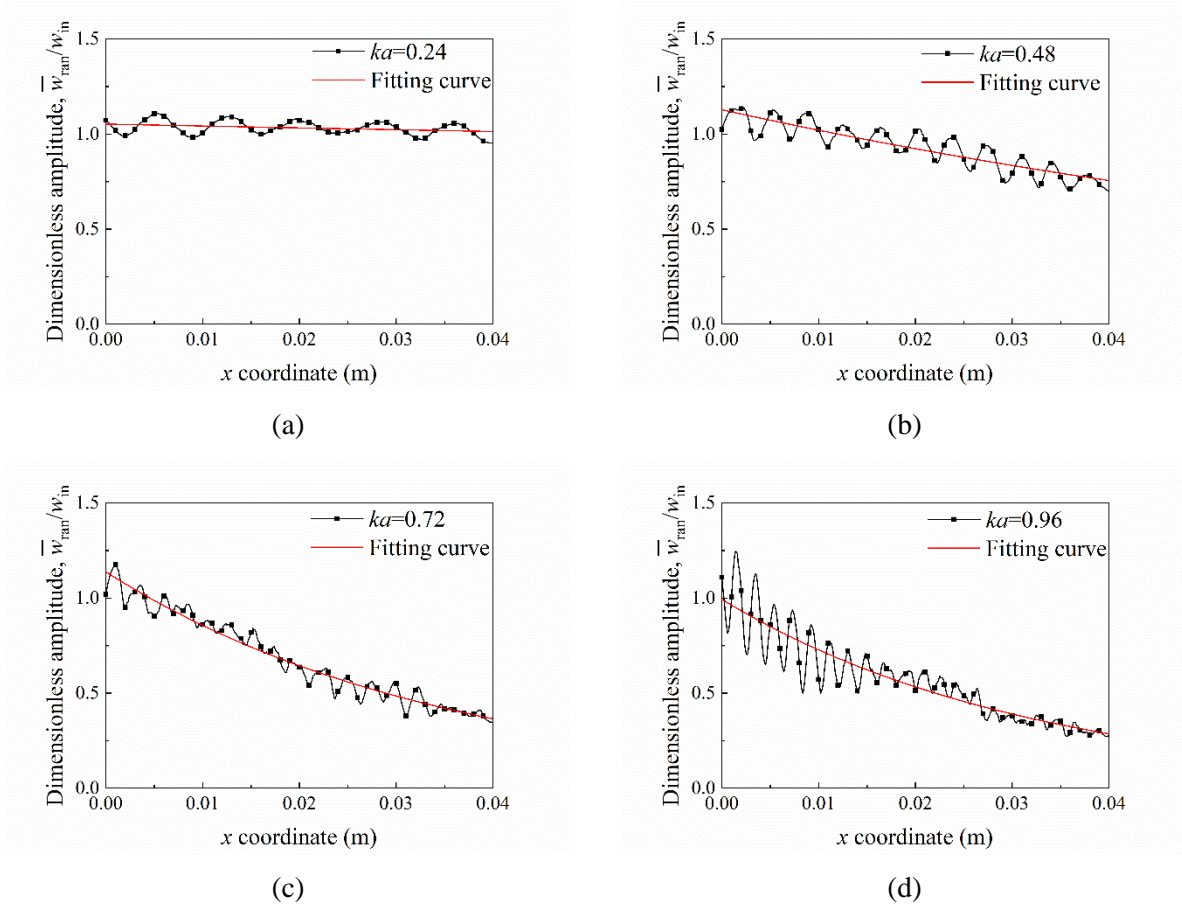 Dimensionless amplitude, w̅ran/win
1.5
1.0
0.5
0.0
ka=0.24
Fitting curve
0.00 0.01 0.02 0.03 0.04
x coordinate (m)
(a)
Dimensionless amplitude, w̅ran/win
1.5
1.0
0.5
0.0
ka=0.48
Fitting curve
0.00 0.01 0.02 0.03 0.04
x coordinate (m)
(b)
Dimensionless amplitude, w̅ran/win
1.5
1.0
0.5
0.0
ka=0.72
Fitting curve
0.00 0.01 0.02 0.03 0.04
x coordinate (m)
(c)
Dimensionless amplitude, w̅ran/win
1.5
1.0
0.5
0.0
ka=0.96
Fitting curve
0.00 0.01 0.02 0.03 0.04
x coordinate (m)
(d)